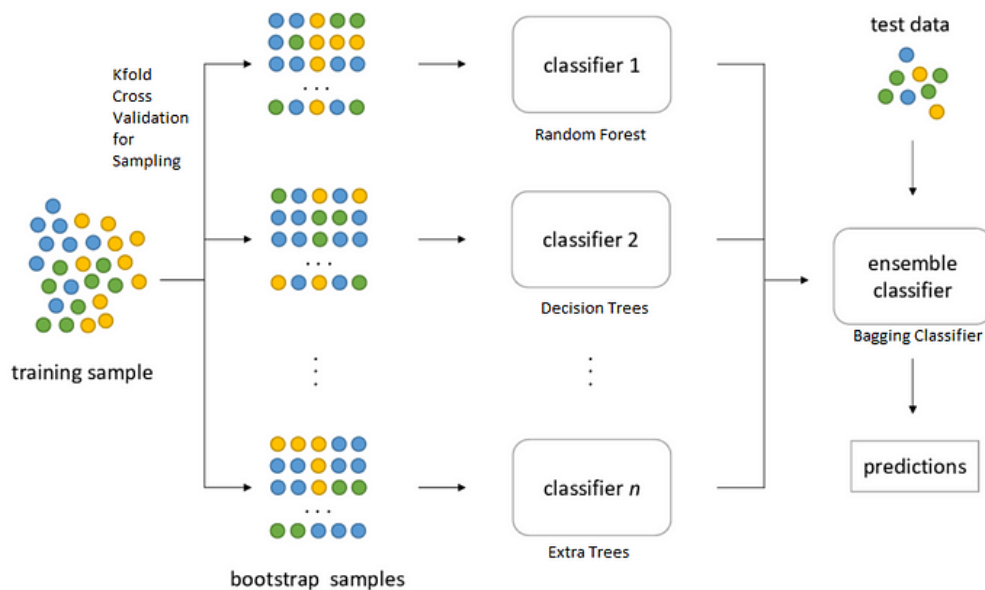 Kfold
Cross
Validation
for
Sampling
training sample
...
...
...
bootstrap samples
classifier 1
Random Forest
classifier 2
Decision Trees
classifier n
Extra Trees
test data
ensemble
classifier
Bagging Classifier
predictions